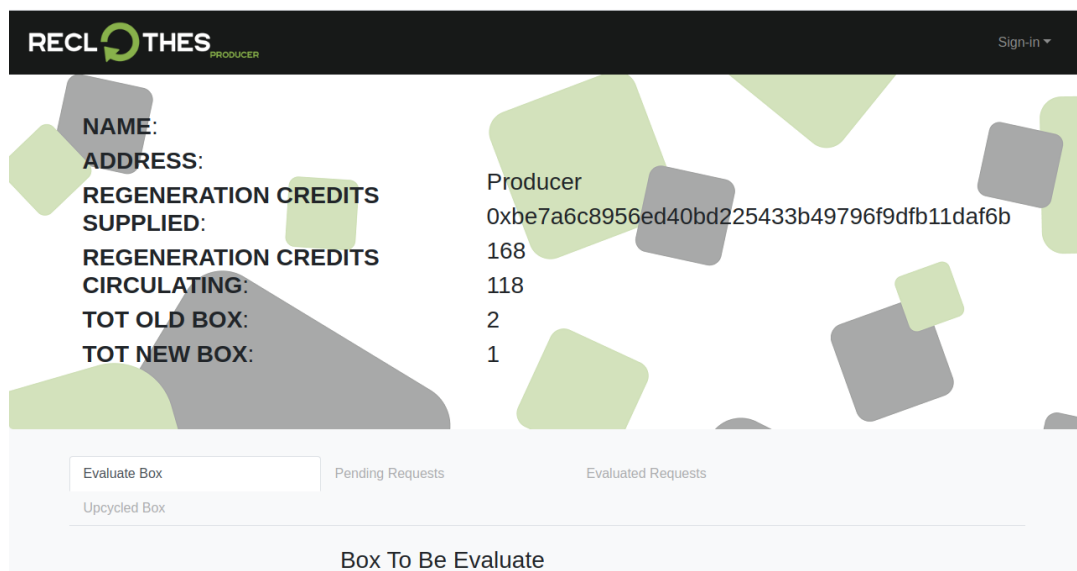 RECLOTHES PRODUCER
Sign-in
NAME:
ADDRESS:
REGENERATION CREDITS
SUPPLIED:
REGENERATION CREDITS
CIRCULATING:
TOT OLD BOX:
TOT NEW BOX:
Producer
0xbe7a6c8956ed40bd225433b49796f9dfb11daf6b
168
118
2
1
Evaluate Box
Pending Requests
Evaluated Requests
Upcycled Box
Box To Be Evaluate